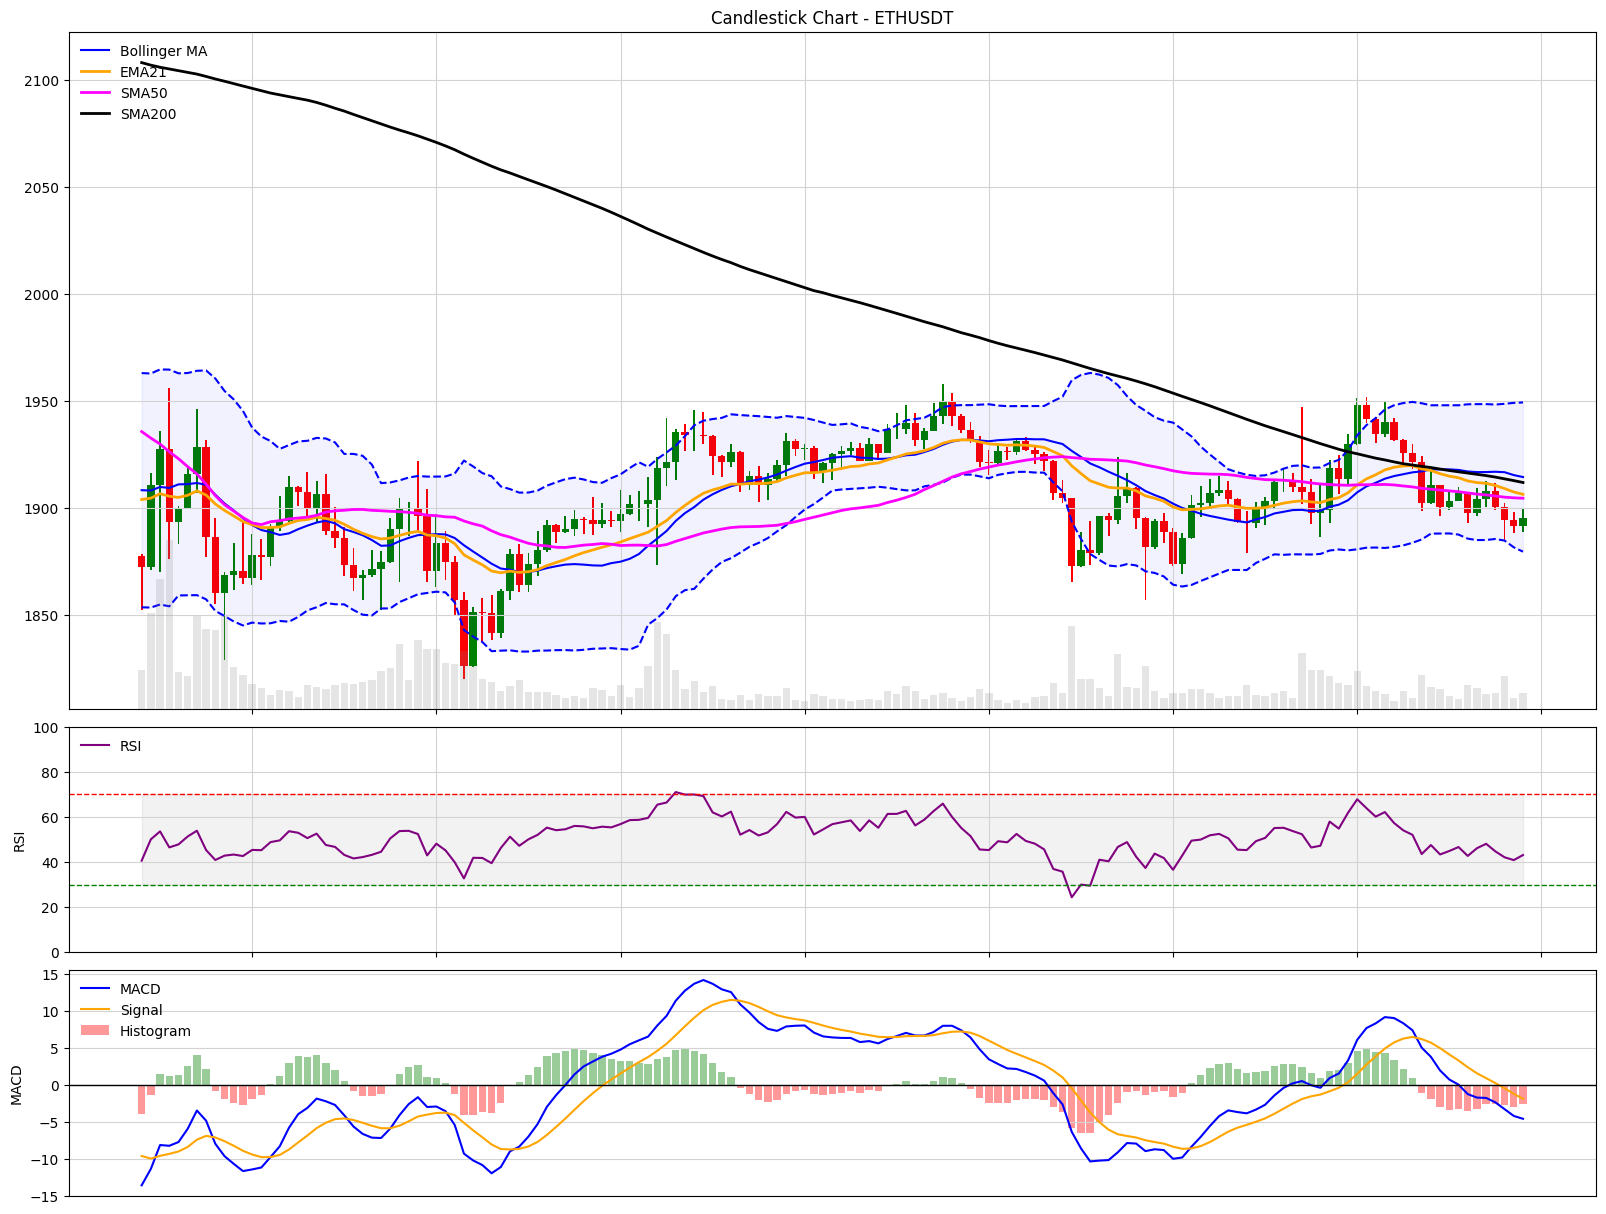 Candlestick Chart - ETHUSDT
Bollinger MA
EMA21
SMA50
SMA200
2100
2050
2000
1950
1900
1850
RSI
100
80
60
40
20
0
RSI
MACD
Signal
Histogram
15
10
5
0
−5
−10
−15
MACD